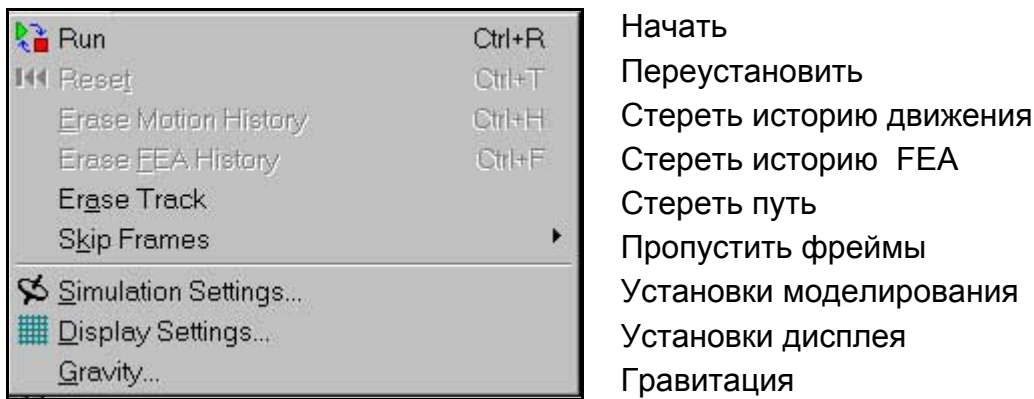 Run Ctrl+R Начать
Reset Ctrl+T Переустановить
Erase Motion History Ctrl+H Стереть историю движения
Erase FEA History Ctrl+F Стереть историю FEA
Erase Track Стереть путь
Skip Frames Пропустить фреймы
Simulation Settings... Установки моделирования
Display Settings... Установки дисплея
Gravity... Гравитация